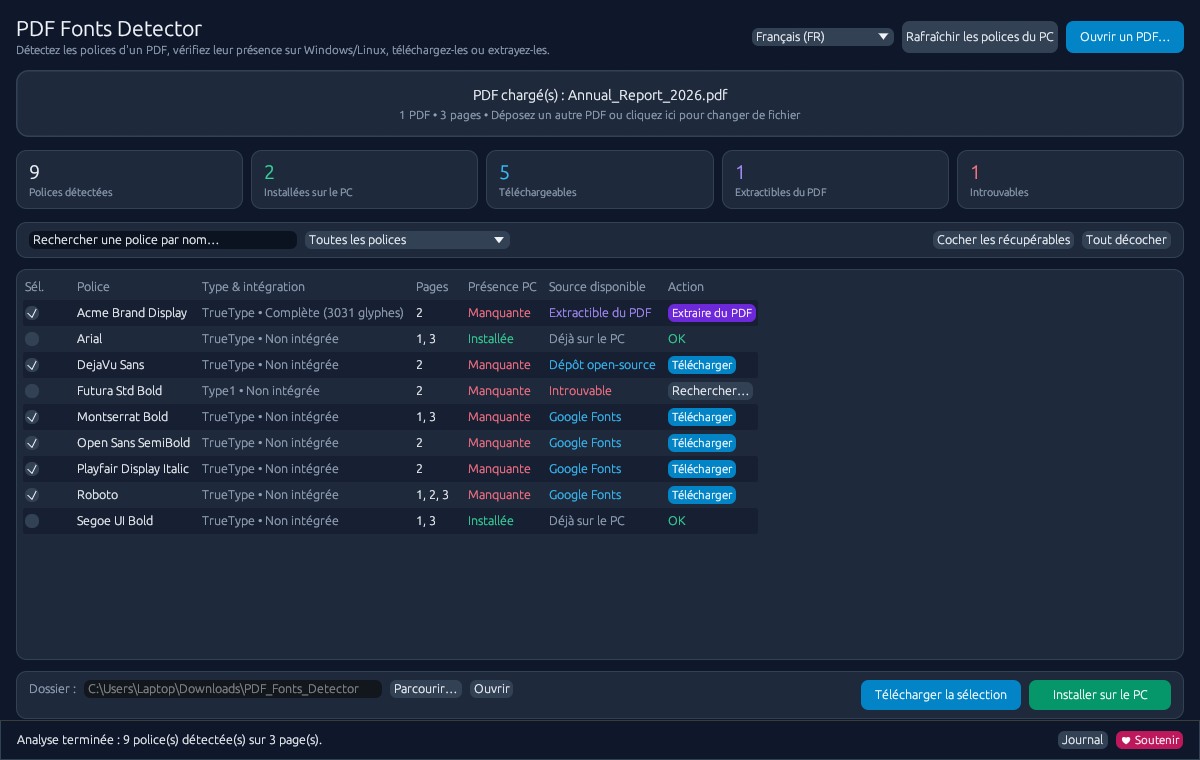 PDF Fonts Detector
Détectez les polices d'un PDF, vérifiez leur présence sur Windows/Linux, téléchargez-les ou extrayez-les.
Français (FR)
Rafraîchir les polices du PC
Ouvrir un PDF…
PDF chargé(s) : Annual_Report_2026.pdf
1 PDF • 3 pages • Déposez un autre PDF ou cliquez ici pour changer de fichier
9
Polices détectées
2
Installées sur le PC
5
Téléchargeables
1
Extractibles du PDF
1
Introuvables
Rechercher une police par nom…
Toutes les polices
Cocher les récupérables
Tout décocher
Sél. Police Type & intégration Pages Présence PC Source disponible Action
Acme Brand Display TrueType • Complète (3031 glyphes) 2 Manquante Extractible du PDF Extraire du PDF
Arial TrueType • Non intégrée 1, 3 Installée Déjà sur le PC OK
DejaVu Sans TrueType • Non intégrée 2 Manquante Dépôt open-source Télécharger
Futura Std Bold Type1 • Non intégrée 2 Manquante Introuvable Rechercher…
Montserrat Bold TrueType • Non intégrée 1, 3 Manquante Google Fonts Télécharger
Open Sans SemiBold TrueType • Non intégrée 2 Manquante Google Fonts Télécharger
Playfair Display Italic TrueType • Non intégrée 2 Manquante Google Fonts Télécharger
Roboto TrueType • Non intégrée 1, 2, 3 Manquante Google Fonts Télécharger
Segoe UI Bold TrueType • Non intégrée 1, 3 Installée Déjà sur le PC OK
Dossier : C:\Users\Laptop\Downloads\PDF_Fonts_Detector Parcourir… Ouvrir
Télécharger la sélection
Installer sur le PC
Analyse terminée : 9 police(s) détectée(s) sur 3 page(s).
Journal
♥ Soutenir